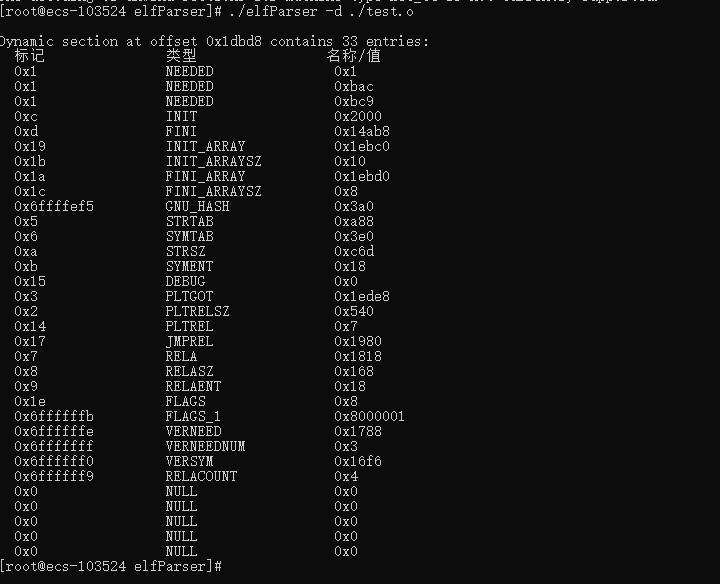 [root@ecs-103524 elfParser]# ./elfParser -d ./test.o
Dynamic section at offset 0x1dbd8 contains 33 entries:
标记 类型 名称/值
0x1 NEEDED 0x1
0x1 NEEDED 0xbac
0x1 NEEDED 0xbc9
0xc INIT 0x2000
0xd FINI 0x14ab8
0x19 INIT_ARRAY 0x1ebc0
0x1b INIT_ARRAYSZ 0x10
0x1a FINI_ARRAY 0x1ebd0
0x1c FINI_ARRAYSZ 0x8
0x6ffffef5 GNU_HASH 0x3a0
0x5 STRTAB 0xa88
0x6 SYMTAB 0x3e0
0xa STRSZ 0xc6d
0xb SYMENT 0x18
0x15 DEBUG 0x0
0x3 PLTGOT 0x1ede8
0x2 PLTRELSZ 0x540
0x14 PLTREL 0x7
0x17 JMPREL 0x1980
0x7 RELA 0x1818
0x8 RELASZ 0x168
0x9 RELAENT 0x18
0x1e FLAGS 0x8
0x6ffffffb FLAGS_1 0x8000001
0x6ffffffe VERNEED 0x1788
0x6fffffff VERNEEDNUM 0x3
0x6ffffff0 VERSYM 0x16f6
0x6ffffff9 RELACOUNT 0x4
0x0 NULL 0x0
0x0 NULL 0x0
0x0 NULL 0x0
0x0 NULL 0x0
0x0 NULL 0x0
[root@ecs-103524 elfParser]#